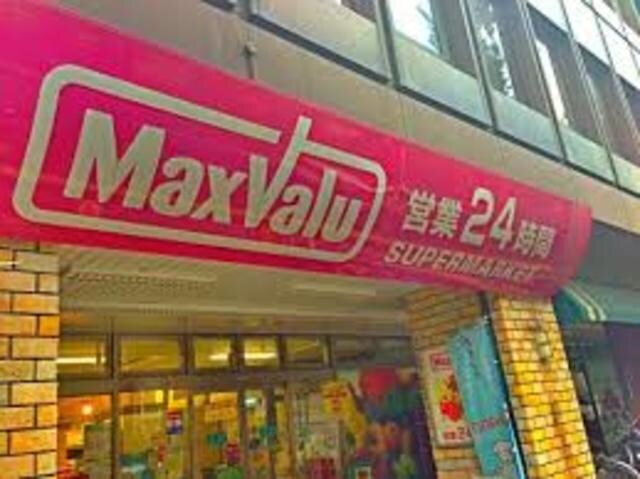 MaxValu
営業24時間
SUPERMARKET